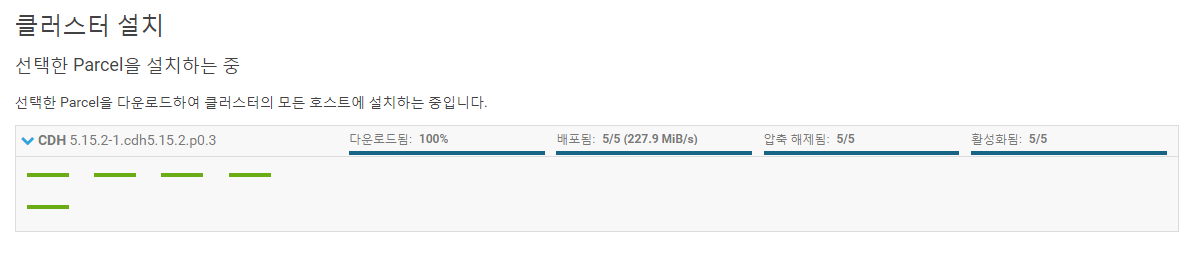 클러스터 설치
선택한 Parcel을 설치하는 중
선택한 Parcel을 다운로드하여 클러스터의 모든 호스트에 설치하는 중입니다.
CDH 5.15.2-1.cdh5.15.2.p0.3 다운로드됨: 100% 배포됨: 5/5 (227.9 MiB/s) 압축 해제됨: 5/5 활성화됨: 5/5